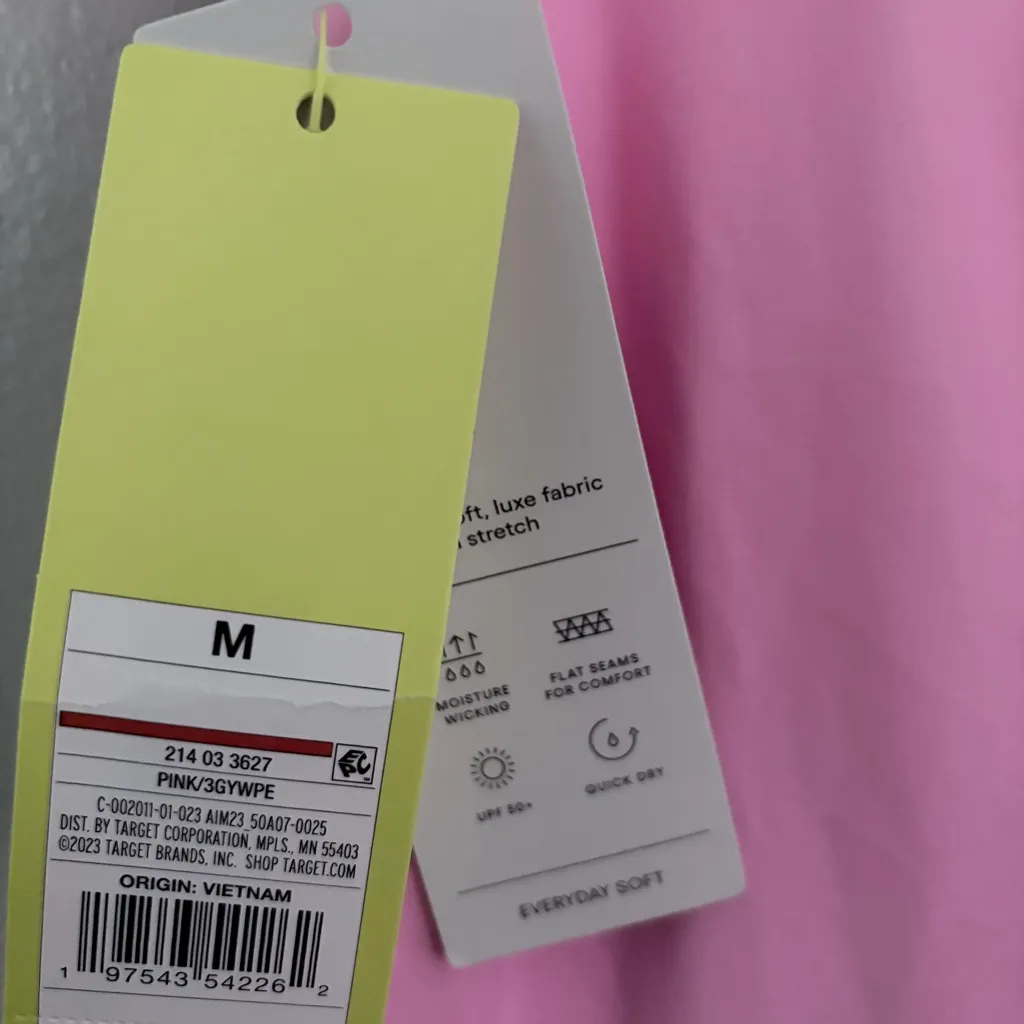 M
214 03 3627
PINK/3GYWPE
C-002011-01-023 AIM23_50A07-0025
DIST. BY TARGET CORPORATION, MPLS., MN 55403
©2023 TARGET BRANDS, INC. SHOP TARGET.COM
ORIGIN: VIETNAM
1 97543 54226 2
EPC
oft, luxe fabric
stretch
MOISTURE
WICKING
FLAT SEAMS
FOR COMFORT
UPF 50+
QUICK DRY
EVERYDAY SOFT